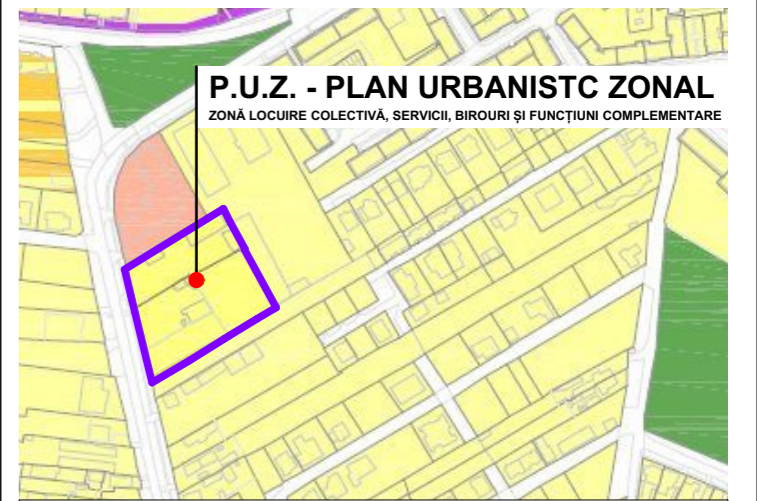 P.U.Z. - PLAN URBANISTC ZONAL
ZONĂ LOCUIRE COLECTIVĂ, SERVICII, BIROURI ȘI FUNCȚIUNI COMPLEMENTARE